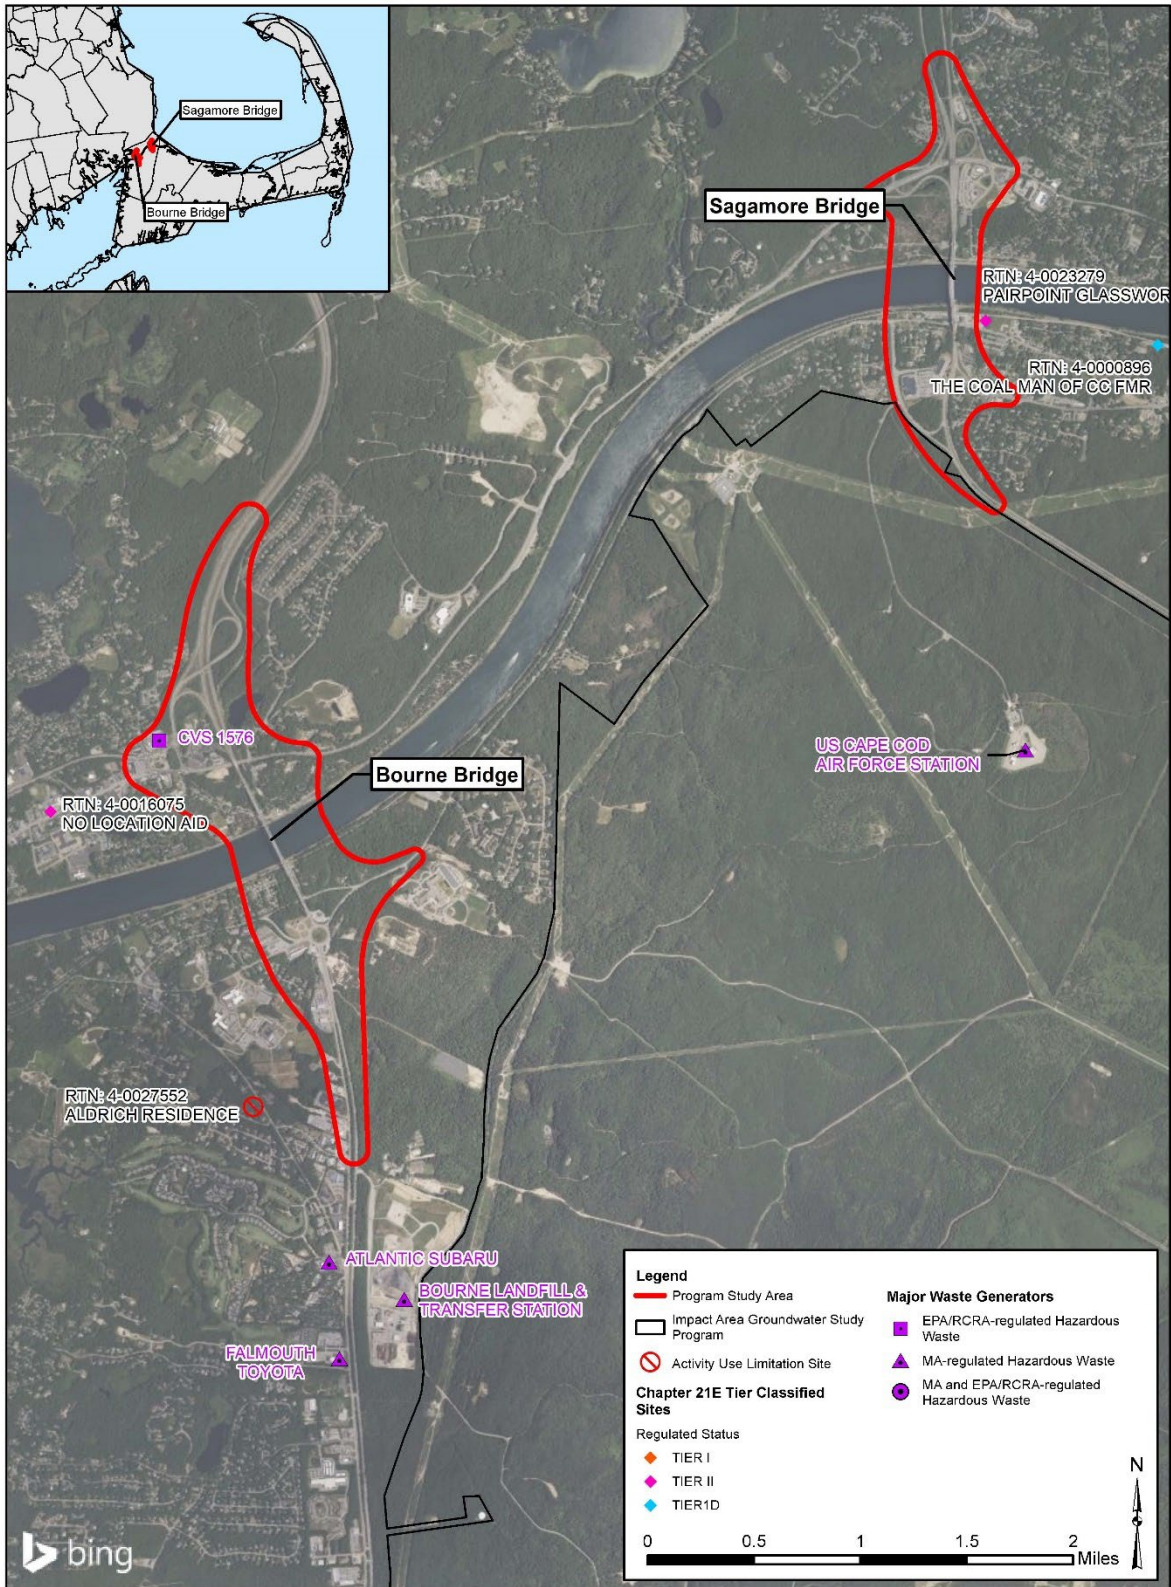 Sagamore Bridge
Bourne Bridge
Sagamore Bridge
RTN: 4-0023279
PAIRPOINT GLASSWOR
RTN: 4-0000896
THE COAL MAN OF CC FMR
CVS 1576
US CAPE COD
AIR FORCE STATION
Bourne Bridge
RTN: 4-0016075
NO LOCATION AID
RTN: 4-0027552
ALDRICH RESIDENCE
ATLANTIC SUBARU
BOURNE LANDFILL &
TRANSFER STATION
FALMOUTH
TOYOTA
Legend
Program Study Area
Impact Area Groundwater Study
Program
Activity Use Limitation Site
Chapter 21E Tier Classified
Sites
Regulated Status
TIER I
TIER II
TIER1D
Major Waste Generators
EPA/RCRA-regulated Hazardous
Waste
MA-regulated Hazardous Waste
MA and EPA/RCRA-regulated
Hazardous Waste
N
0 0.5 1 1.5 2
Miles
bing